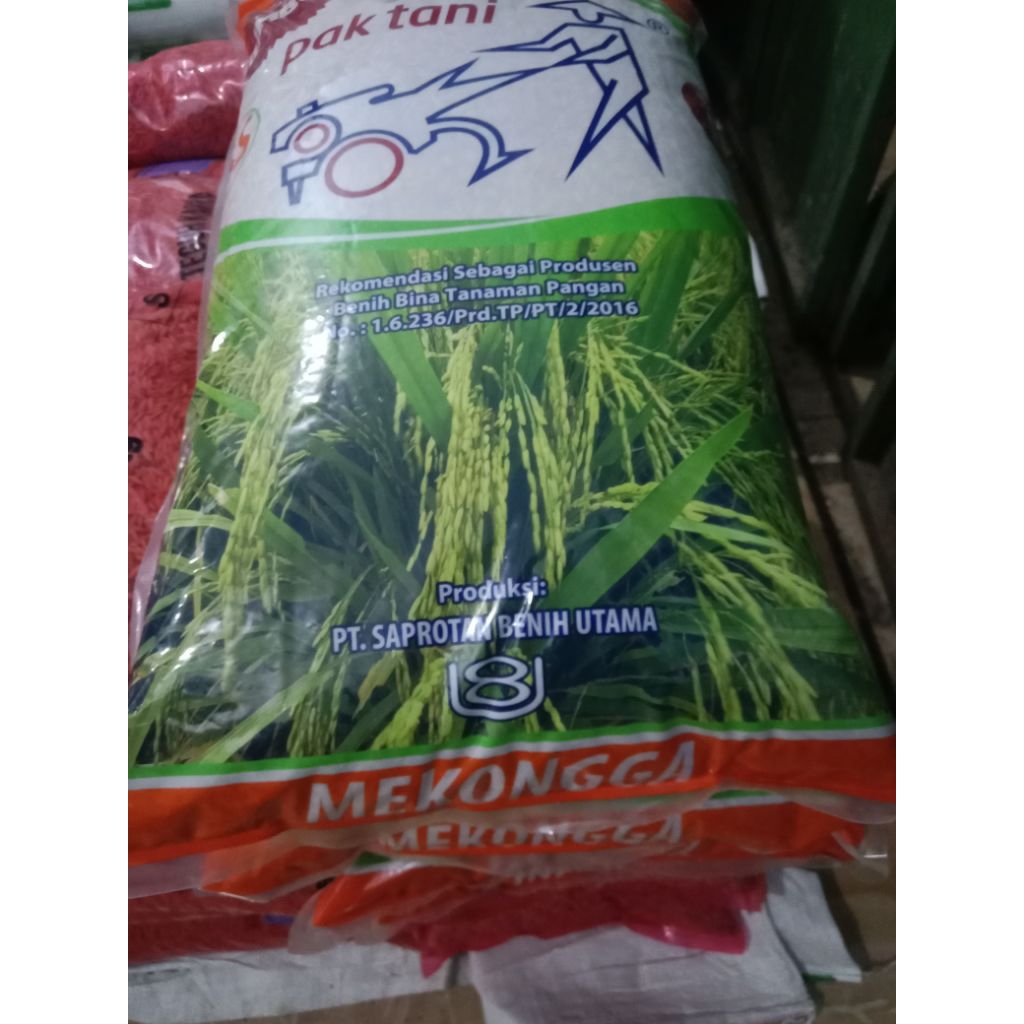 pak tani
®
Rekomendasi Sebagai Produsen
Benih Bina Tanaman Pangan
No. : 1.6.236/Prd.TP/PT/2/2016
Produksi:
PT. SAPROTAN BENIH UTAMA
MEKONGGA
MEKONGGA